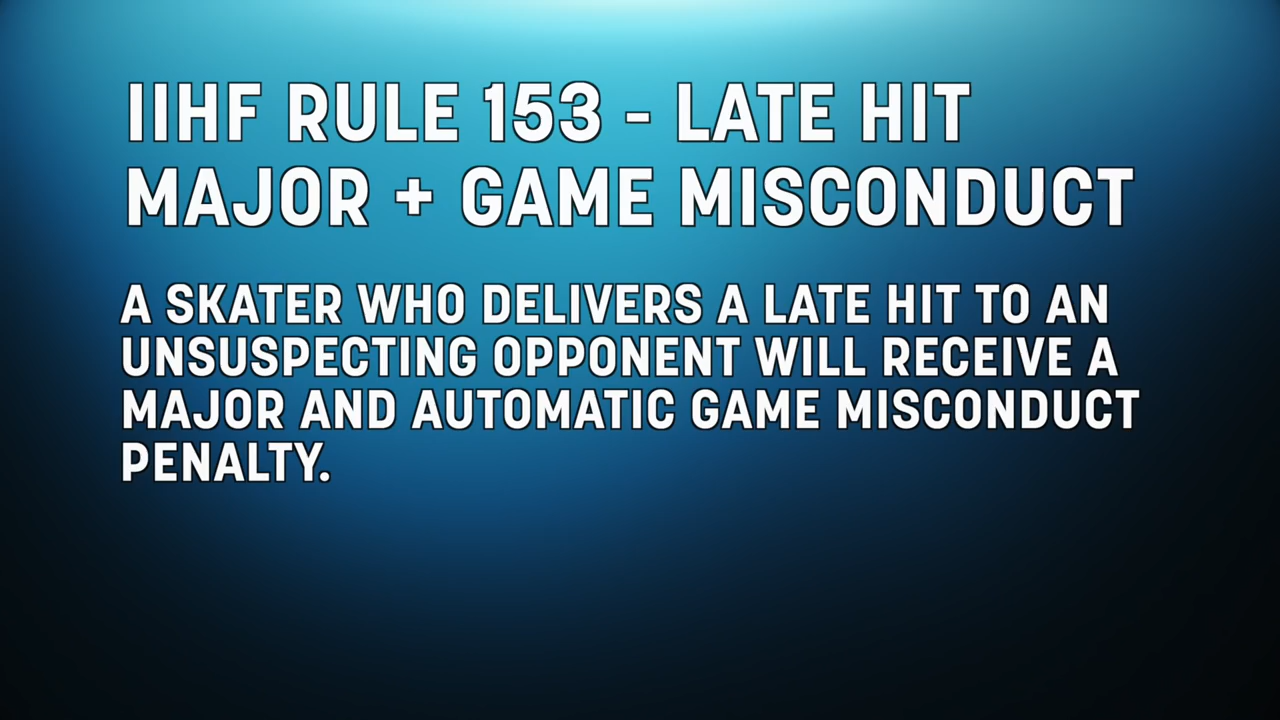 IIHF RULE 153 - LATE HIT
MAJOR + GAME MISCONDUCT
A SKATER WHO DELIVERS A LATE HIT TO AN
UNSUSPECTING OPPONENT WILL RECEIVE A
MAJOR AND AUTOMATIC GAME MISCONDUCT
PENALTY.